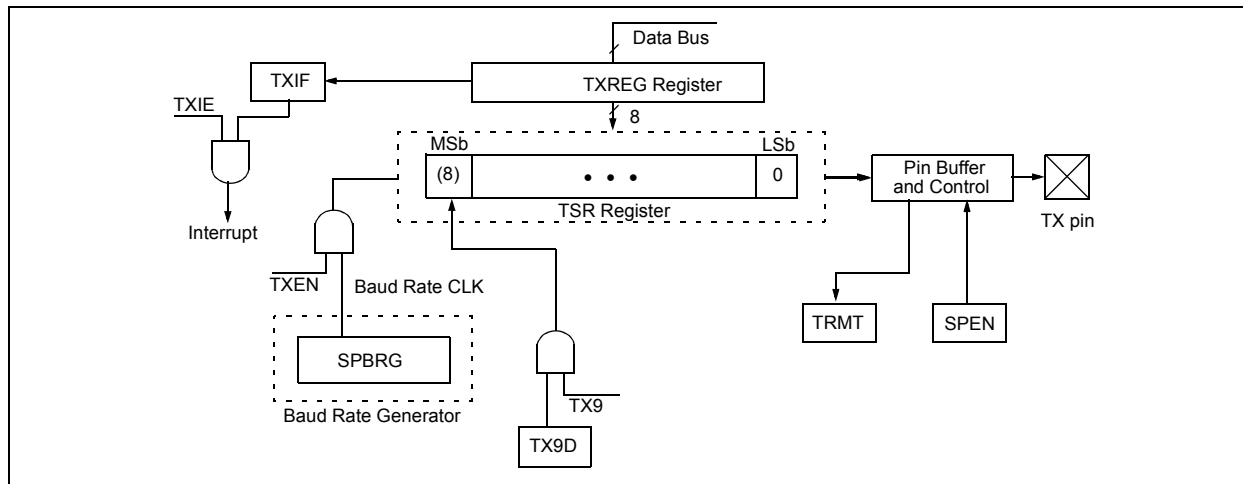 Data Bus
TXIF
TXREG Register
TXIE
8
MSb
LSb
(8)
• • •
0
Pin Buffer
and Control
TSR Register
TX pin
Interrupt
TXEN
Baud Rate CLK
TRMT
SPEN
SPBRG
TX9
Baud Rate Generator
TX9D